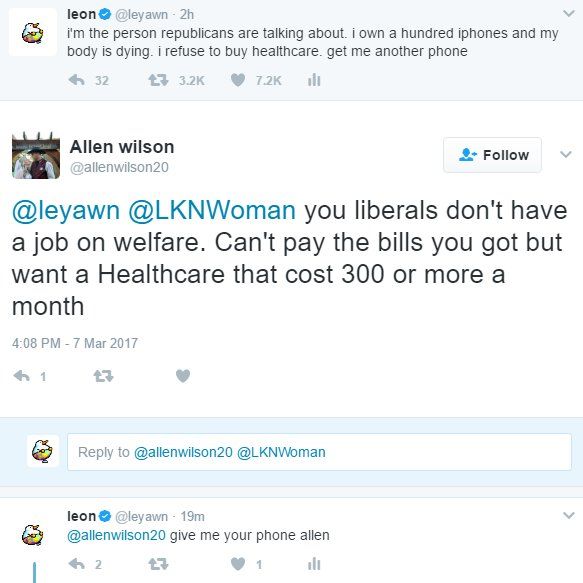 leon @leyawn · 2h
i'm the person republicans are talking about. i own a hundred iphones and my
body is dying. i refuse to buy healthcare. get me another phone
32 3.2K 7.2K
Allen wilson
@allenwilson20
Follow
@leyawn @LKNWoman you liberals don't have
a job on welfare. Can't pay the bills you got but
want a Healthcare that cost 300 or more a
month
4:08 PM - 7 Mar 2017
1
Reply to @allenwilson20 @LKNWoman
leon @leyawn · 19m
@allenwilson20 give me your phone allen
2 1